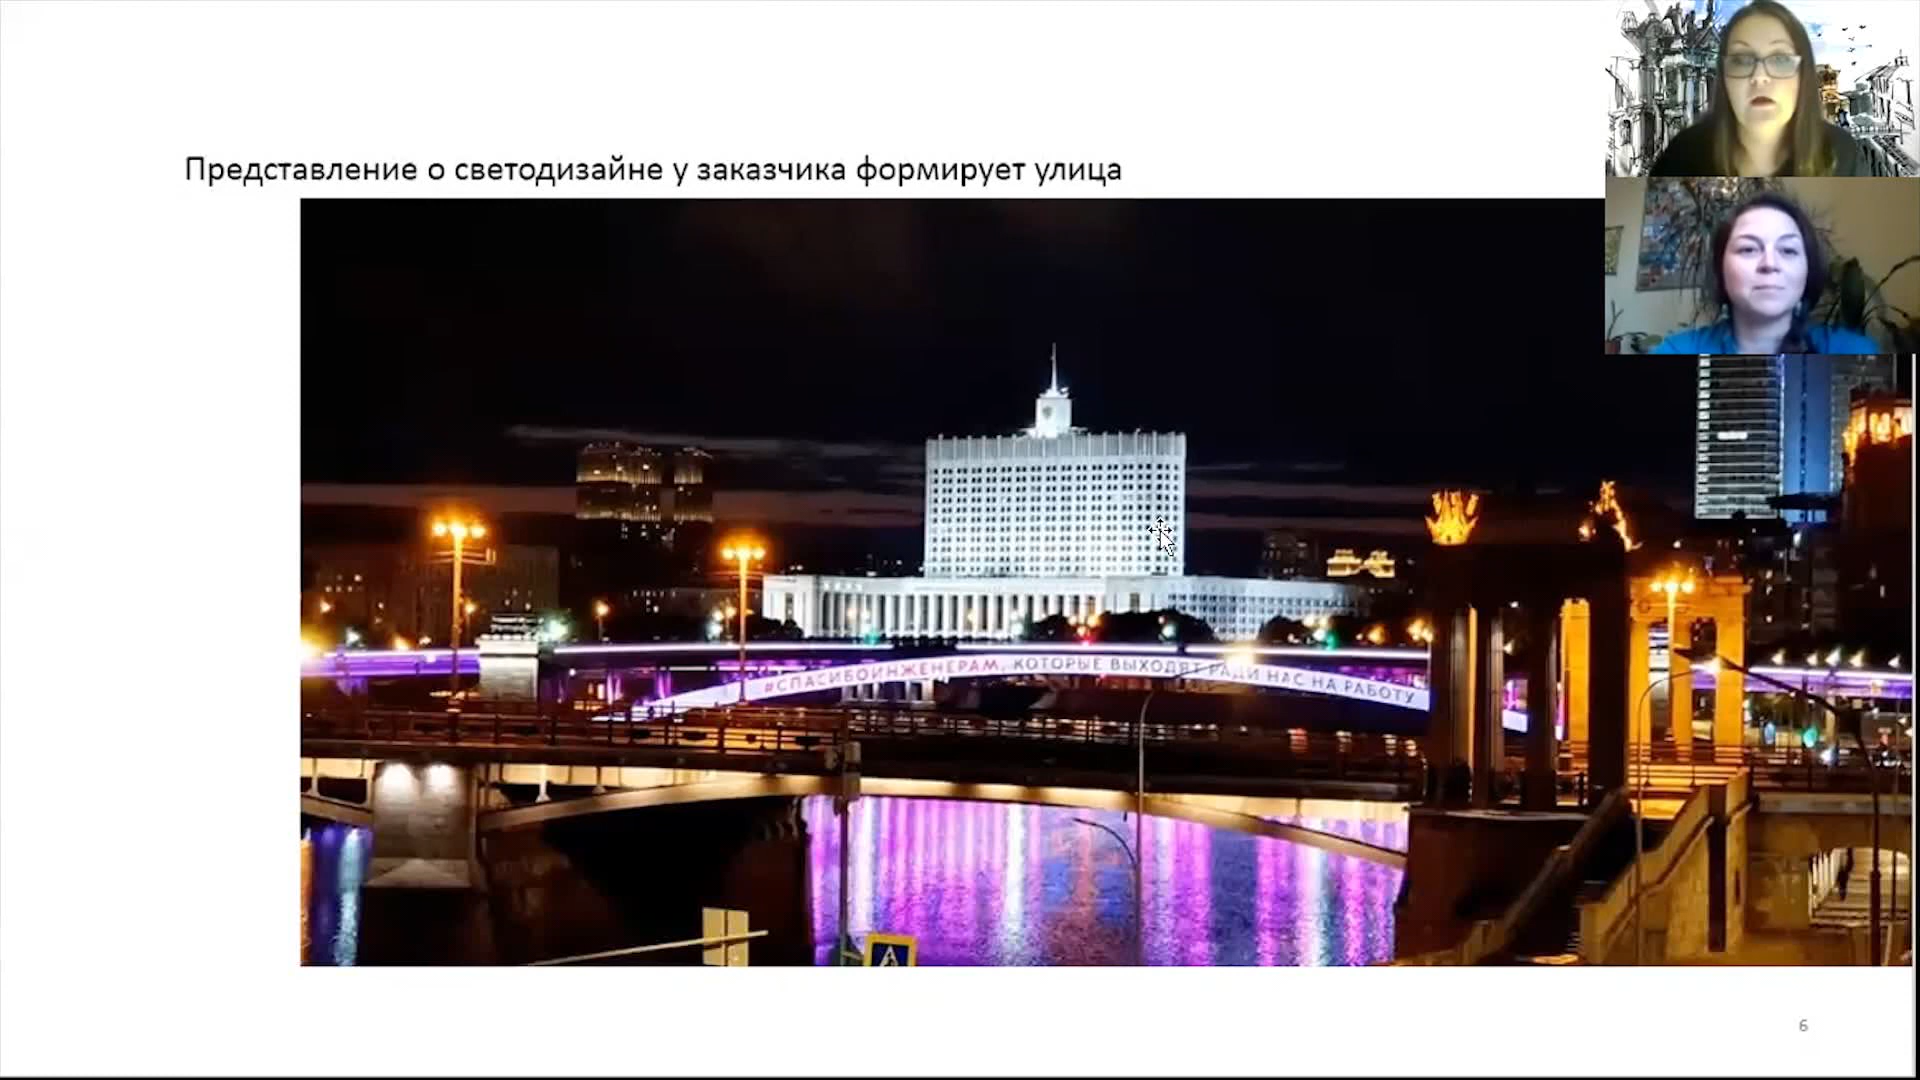 Представление о светодизайне у заказчика формирует улица
#СПАСИБОИНЖЕНЕРАМ, КОТОРЫЕ ВЫХОДЯТ РАДИ НАС НА РАБОТУ
6